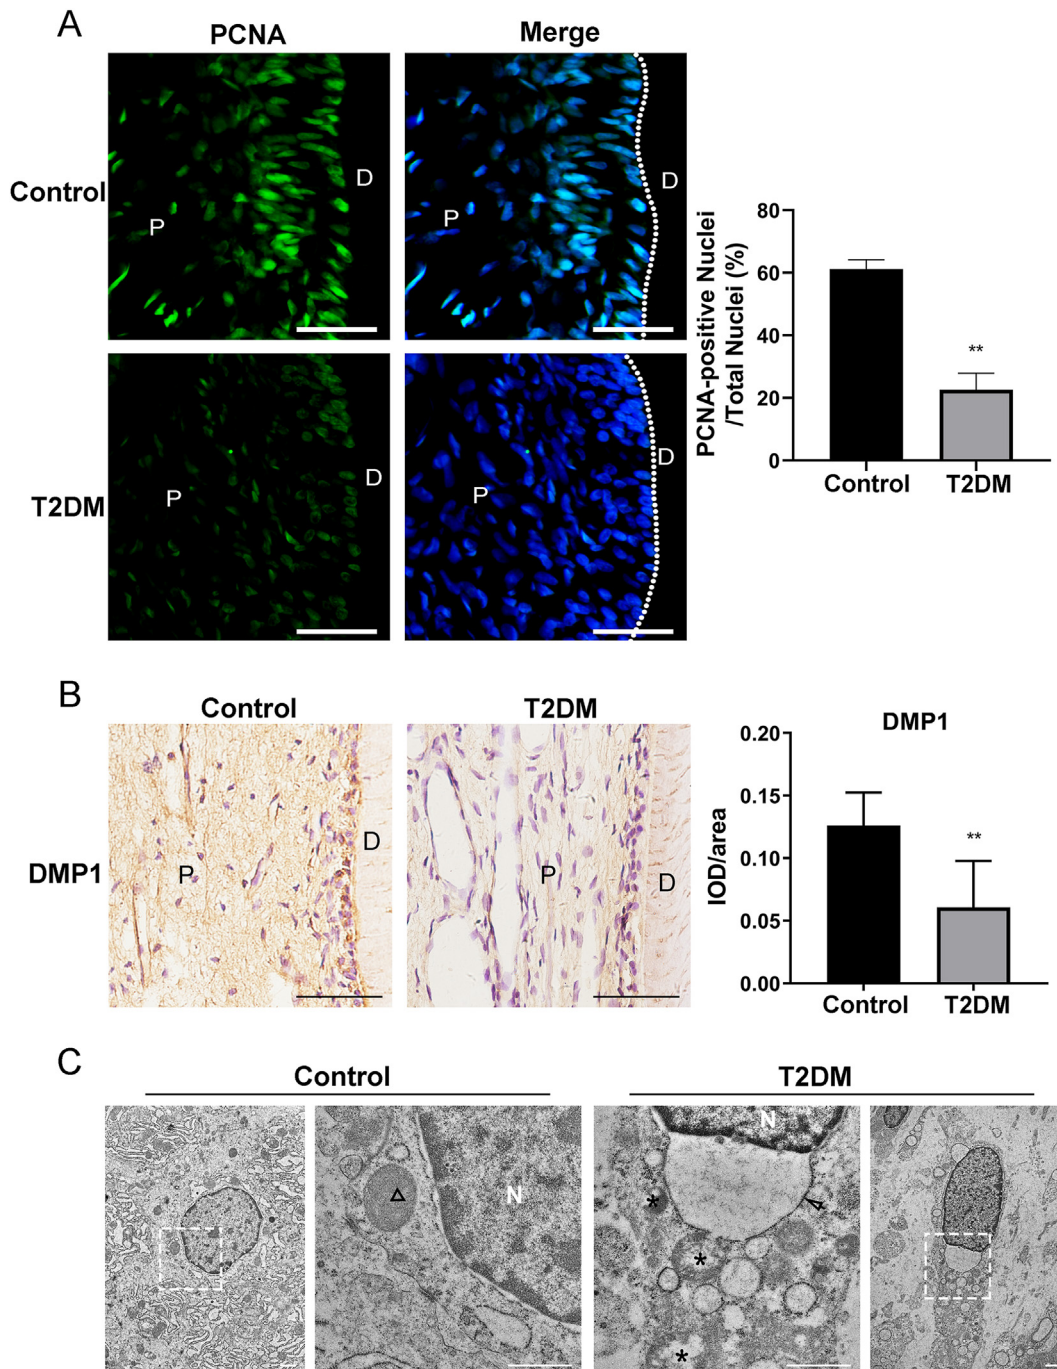 A
PCNA
Merge
Control
P
D
P
D
T2DM
P
D
P
D
PCNA-positive Nuclei
/Total Nuclei (%)
80
60
40
20
0
**
Control
T2DM
B
Control
T2DM
DMP1
P
D
P
D
DMP1
IOD/area
0.20
0.15
0.10
0.05
0.00
**
Control
T2DM
C
Control
T2DM
N
N
*
*
*